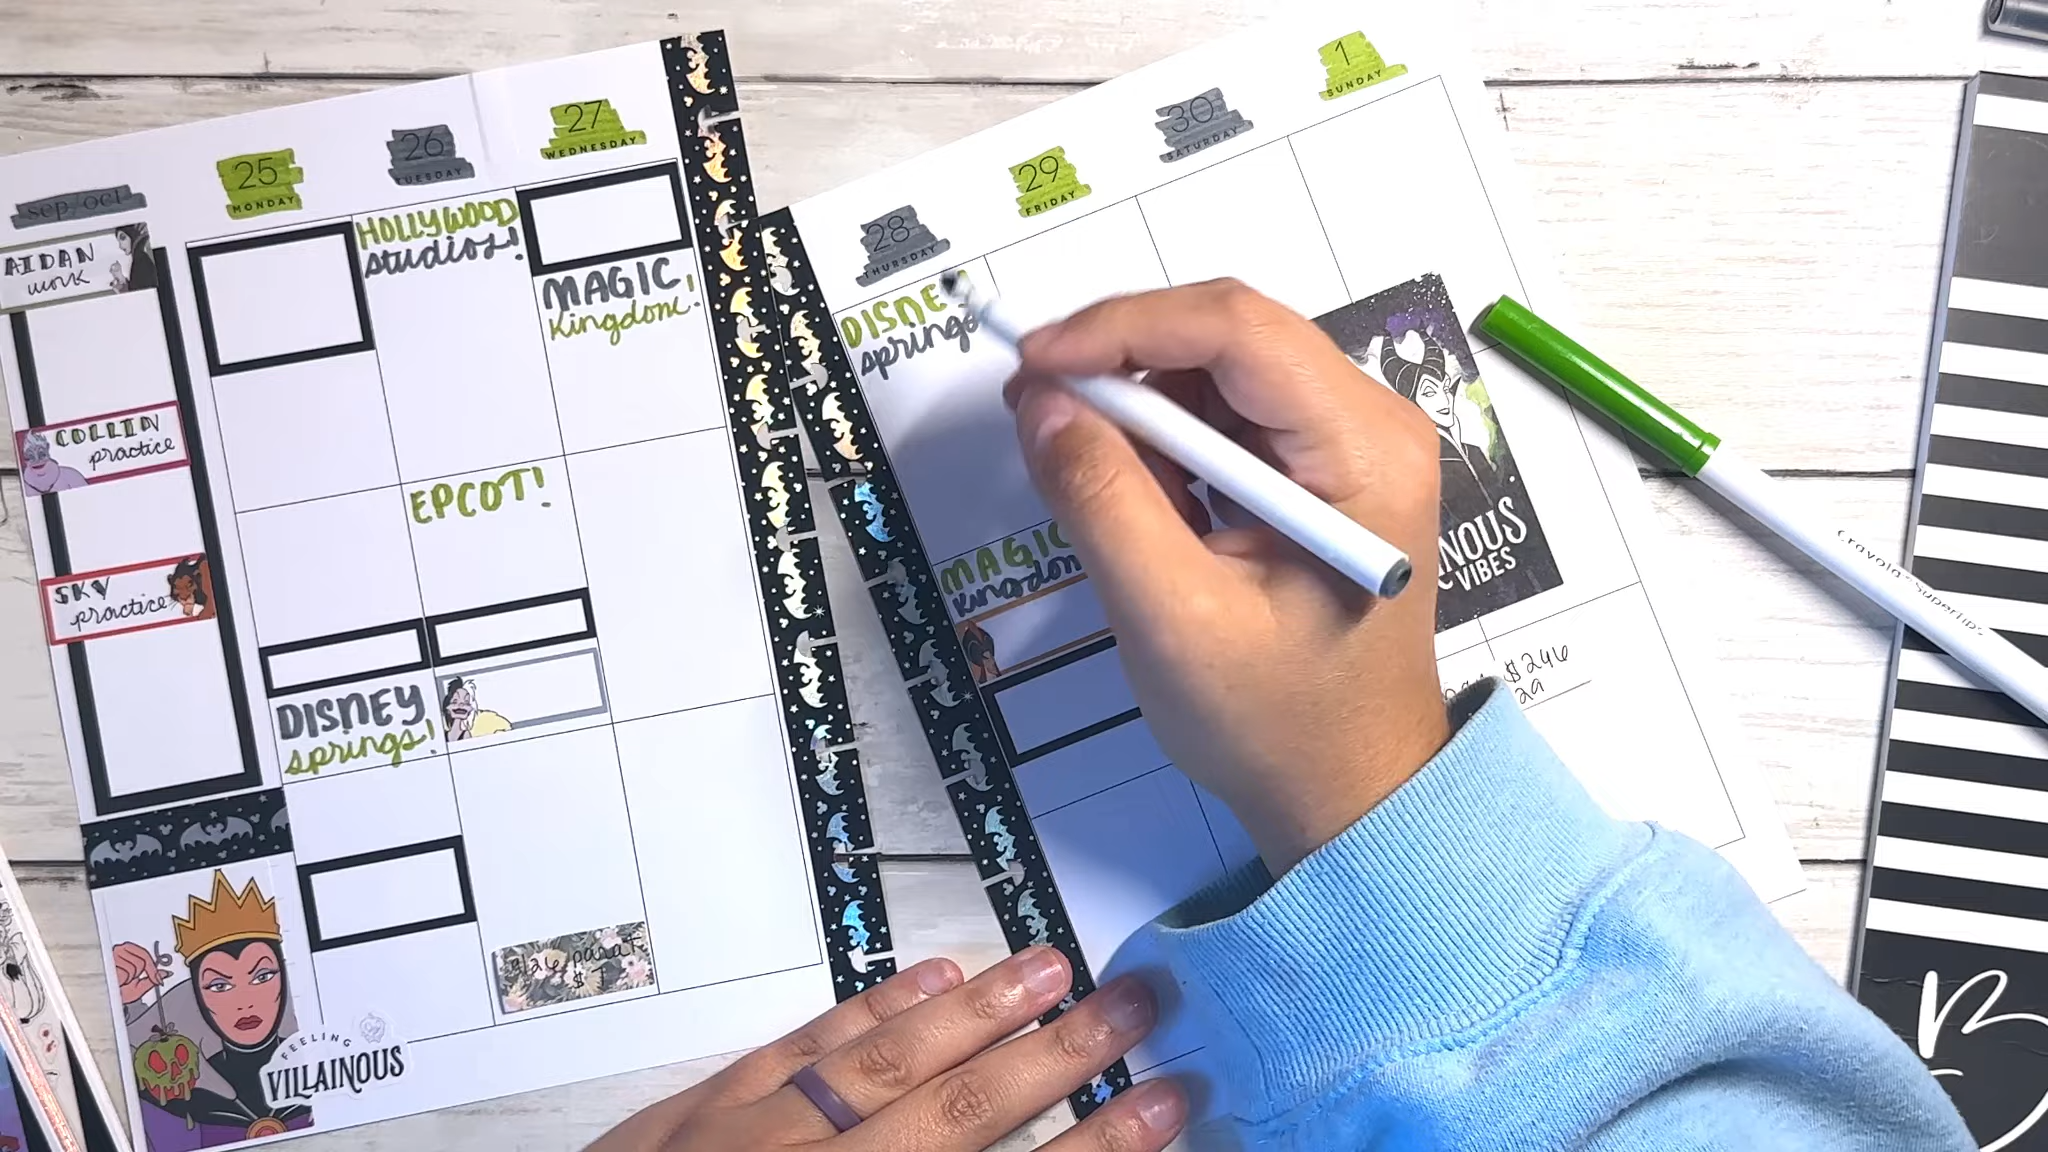 sep/oct
AIDAN
work
COLLIN
practice
SKY
practice
FEELING
VILLAINOUS
25
MONDAY
DISNEY
springs!
26
TUESDAY
HOLLYWOOD
studios!
EPCOT!
27
WEDNESDAY
MAGIC
Kingdom!
28
THURSDAY
DISNE
springs
MAGIC
kingdom
29
FRIDAY
30
SATURDAY
1
SUNDAY
VIBES
$246
29
crayola SuperTips
B